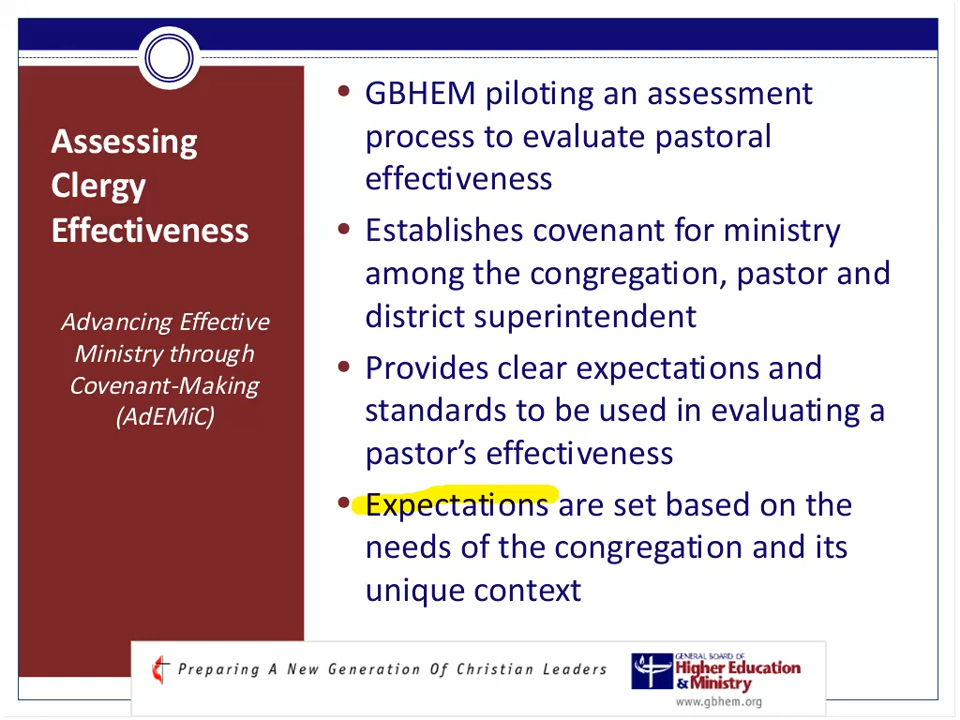 Assessing
Clergy
Effectiveness
Advancing Effective
Ministry through
Covenant-Making
(AdEMiC)
• GBHEM piloting an assessment
process to evaluate pastoral
effectiveness
• Establishes covenant for ministry
among the congregation, pastor and
district superintendent
• Provides clear expectations and
standards to be used in evaluating a
pastor’s effectiveness
• Expectations are set based on the
needs of the congregation and its
unique context
Preparing A New Generation Of Christian Leaders
GENERAL BOARD OF
Higher Education
& Ministry
www.gbhem.org